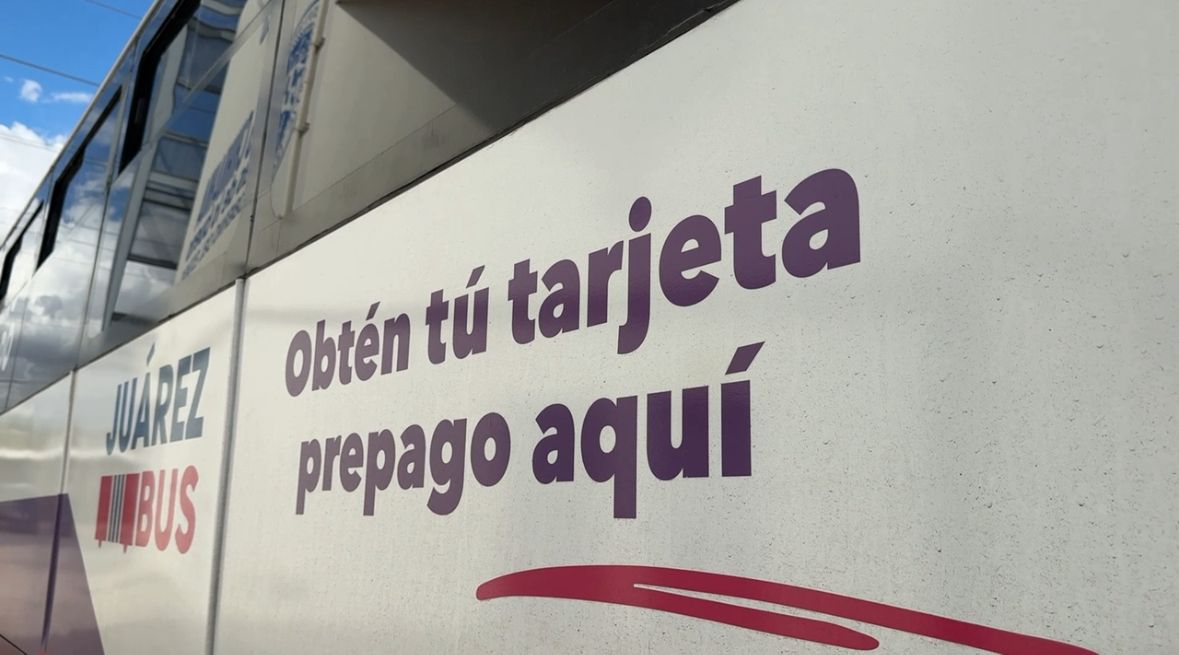 Obtén tú tarjeta
prepago aquí
JUÁREZ
BUS